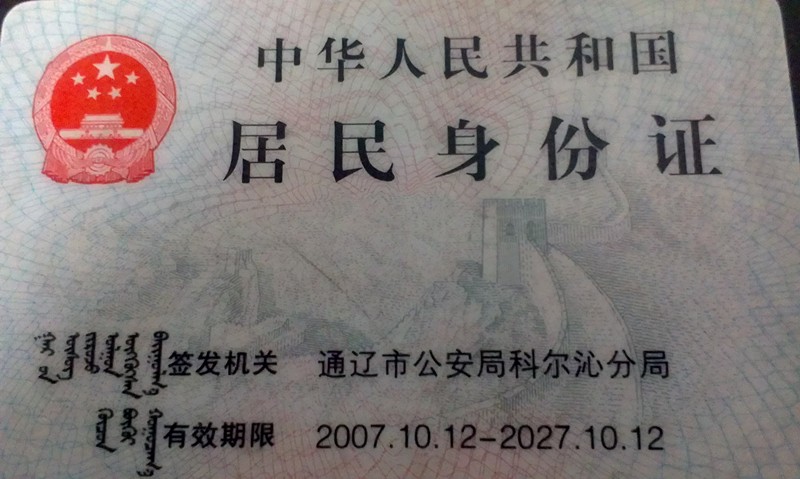 中华人民共和国
居民身份证
签发机关 通辽市公安局科尔沁分局
有效期限 2007.10.12-2027.10.12